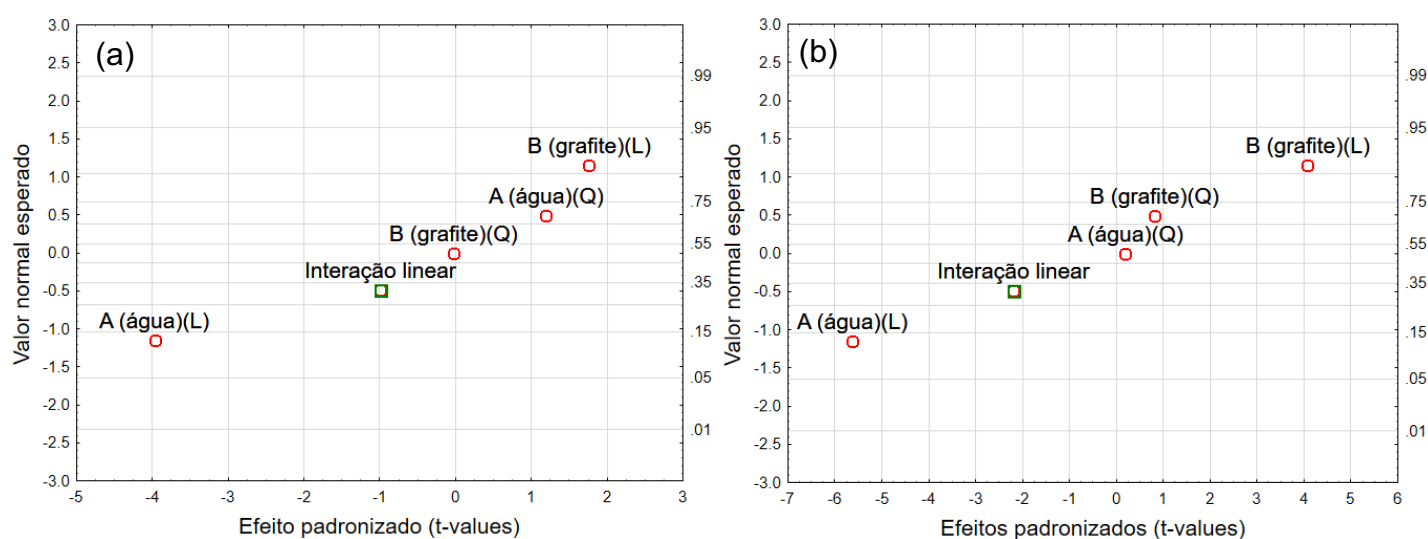 (a)
3.0
2.5
2.0
1.5
1.0
0.5
0.0
-0.5
-1.0
-1.5
-2.0
-2.5
-3.0
Valor normal esperado
B (grafite)(L)
A (água)(Q)
B (grafite)(Q)
Interação linear
A (água)(L)
.99
.95
.75
.55
.35
.15
.05
.01
-5 -4 -3 -2 -1 0 1 2 3
Efeito padronizado (t-values)
(b)
3.0
2.5
2.0
1.5
1.0
0.5
0.0
-0.5
-1.0
-1.5
-2.0
-2.5
-3.0
Valor normal esperado
B (grafite)(L)
B (grafite)(Q)
A (água)(Q)
Interação linear
A (água)(L)
.99
.95
.75
.55
.35
.15
.05
.01
-7 -6 -5 -4 -3 -2 -1 0 1 2 3 4 5 6
Efeitos padronizados (t-values)